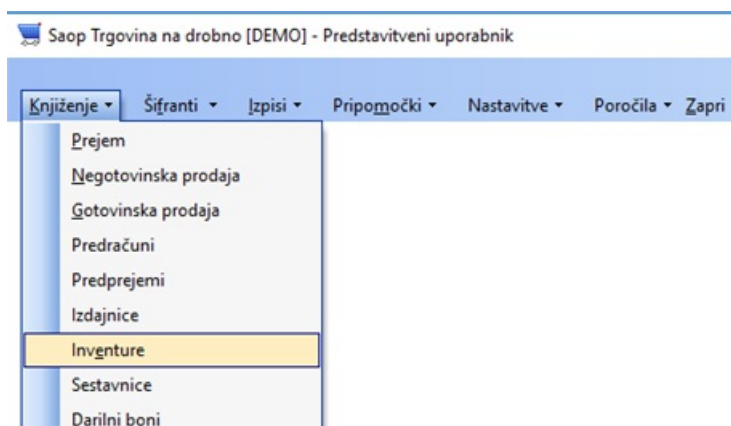 Saop Trgovina na drobno [DEMO] - Predstavitveni uporabnik
Knjiženje Šifranti Izpisi Pripomočki Nastavitve Poročila Zapri
Prejem
Negotovinska prodaja
Gotovinska prodaja
Predračuni
Predprejemi
Izdajnice
Inventure
Sestavnice
Darilni boni